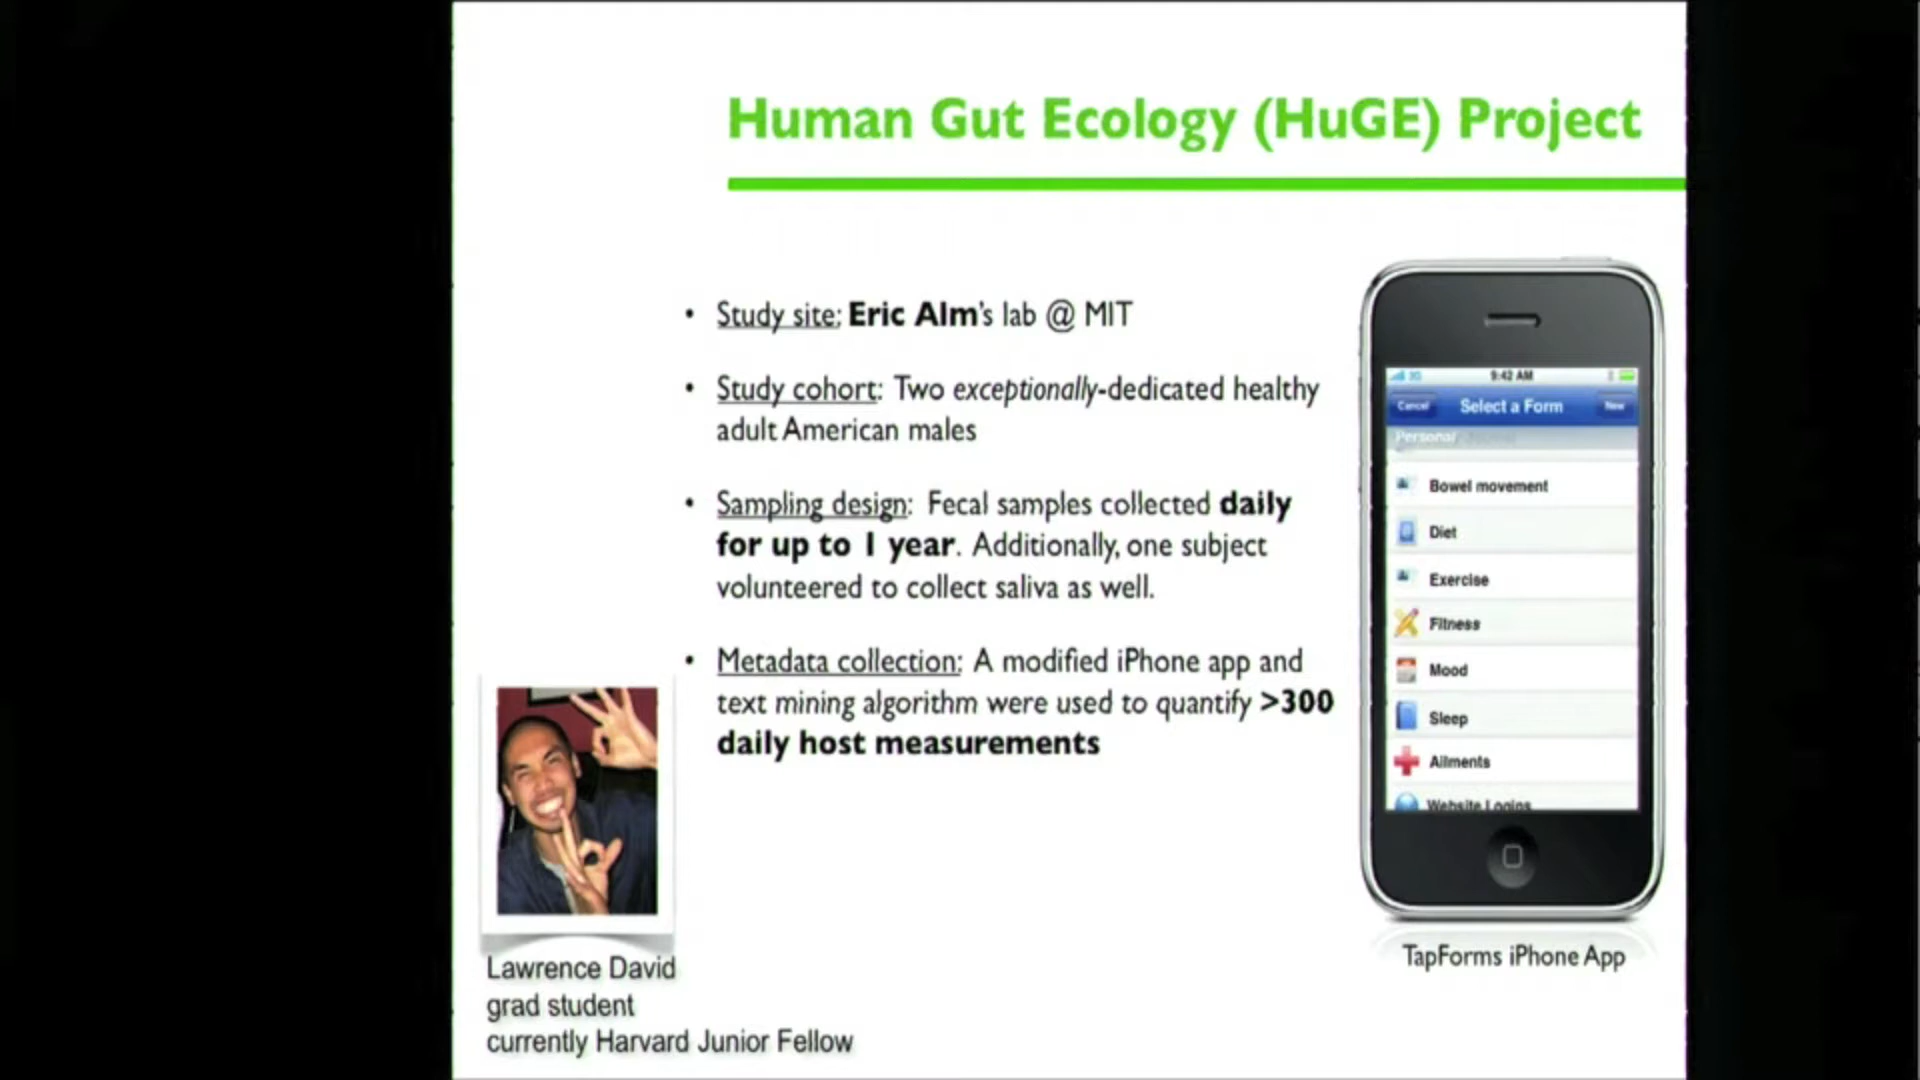 Human Gut Ecology (HuGE) Project
• Study site: Eric Alm's lab @ MIT
• Study cohort: Two exceptionally-dedicated healthy
adult American males
• Sampling design: Fecal samples collected daily
for up to 1 year. Additionally, one subject
volunteered to collect saliva as well.
• Metadata collection: A modified iPhone app and
text mining algorithm were used to quantify >300
daily host measurements
Lawrence David
grad student
currently Harvard Junior Fellow
3G 9:42 AM
Cancel Select a Form New
Personal
Bowel movement
Diet
Exercise
Fitness
Mood
Sleep
Ailments
Website Logins
TapForms iPhone App